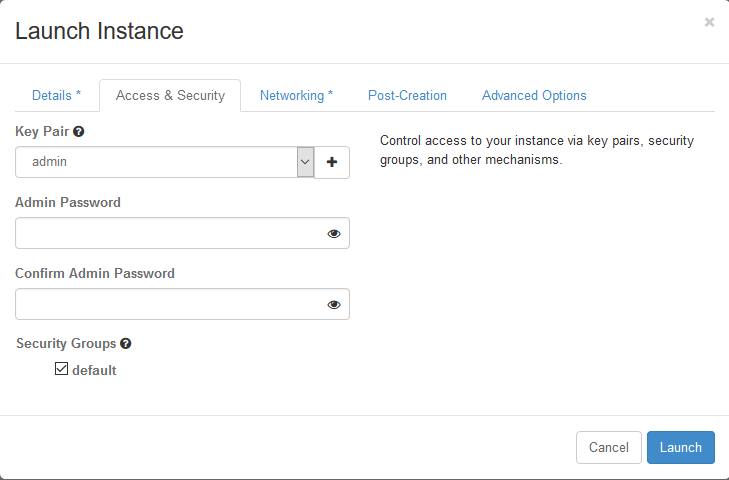 Launch Instance
×
Details * Access & Security Networking * Post-Creation Advanced Options
Key Pair ?
admin
+
Control access to your instance via key pairs, security
groups, and other mechanisms.
Admin Password
Confirm Admin Password
Security Groups ?
default
Cancel Launch